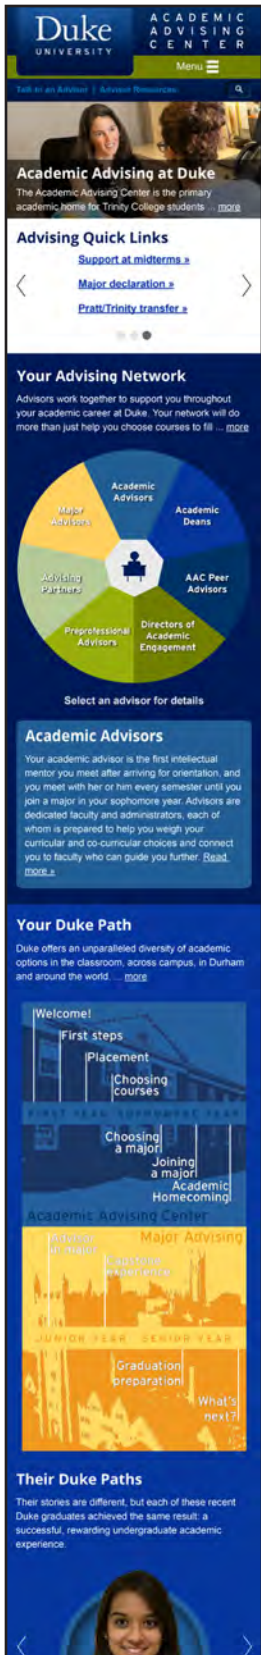 Duke
UNIVERSITY
ACADEMIC
ADVISING
CENTER
Menu
Talk to an Advisor | Advisor Resources
Academic Advising at Duke
The Academic Advising Center is the primary
academic home for Trinity College students ... more
Advising Quick Links
Support at midterms »
Major declaration »
Pratt/Trinity transfer »
Your Advising Network
Advisors work together to support you throughout
your academic career at Duke. Your network will do
more than just help you choose courses to fill ... more
Academic
Advisors
Major
Advisors
Academic
Deans
Advising
Partners
AAC Peer
Advisors
Preprofessional
Advisors
Directors of
Academic
Engagement
Select an advisor for details
Academic Advisors
Your academic advisor is the first intellectual
mentor you meet after arriving for orientation, and
you meet with her or him every semester until you
join a major in your sophomore year. Advisors are
dedicated faculty and administrators, each of
whom is prepared to help you weigh your
curricular and co-curricular choices and connect
you to faculty who can guide you further. Read
more »
Your Duke Path
Duke offers an unparalleled diversity of academic
options in the classroom, across campus, in Durham
and around the world. ... more
Welcome!
First steps
Placement
Choosing
courses
FIRST YEAR SOPHOMORE YEAR
Choosing
a major
Joining
a major
Academic
Homecoming
Academic Advising Center
Major Advising
Advising
in major
Capstone
experience
JUNIOR YEAR SENIOR YEAR
Graduation
preparation
What's
next?
Their Duke Paths
Their stories are different, but each of these recent
Duke graduates achieved the same result: a
successful, rewarding undergraduate academic
experience.